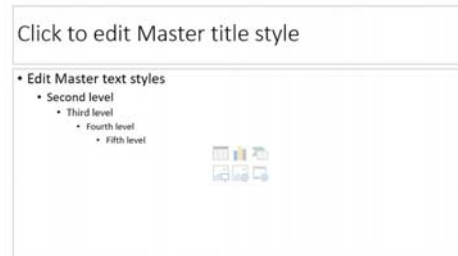 Click to edit Master title style
• Edit Master text styles
• Second level
• Third level
• Fourth level
• Fifth level